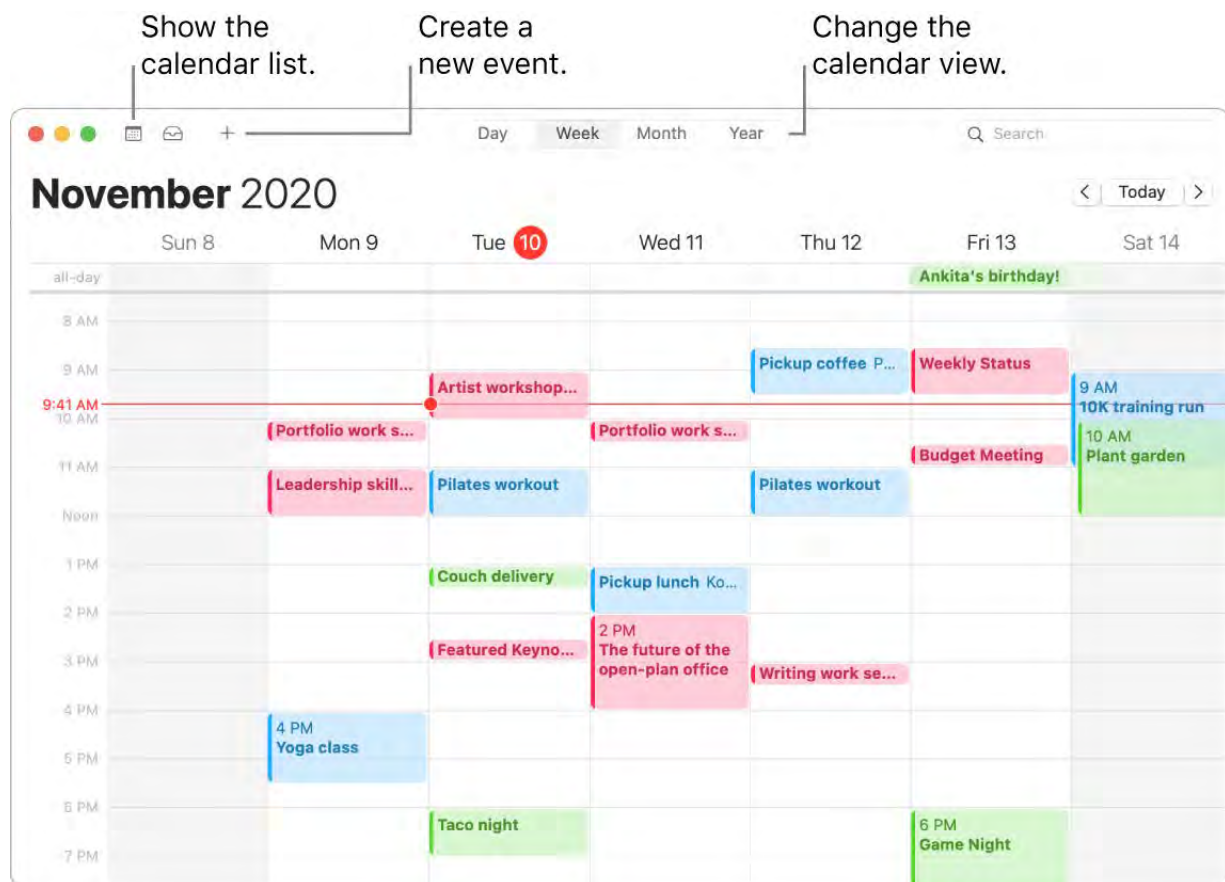 Show the
calendar list.
Create a
new event.
Change the
calendar view.
Day Week Month Year
Search
November 2020
Today
Sun 8 Mon 9 Tue 10 Wed 11 Thu 12 Fri 13 Sat 14
all-day Ankita's birthday!
8 AM
9 AM
Pickup coffee P... Weekly Status
Artist workshop... 9 AM
9:41 AM 10K training run
10 AM
Portfolio work s... Portfolio work s... 10 AM
Budget Meeting Plant garden
11 AM
Leadership skill... Pilates workout Pilates workout
Noon
1 PM
Couch delivery Pickup lunch Ko...
2 PM
2 PM
Featured Keyno... The future of the
open-plan office
3 PM
Writing work se...
4 PM
4 PM
Yoga class
5 PM
6 PM
Taco night 6 PM
Game Night
7 PM